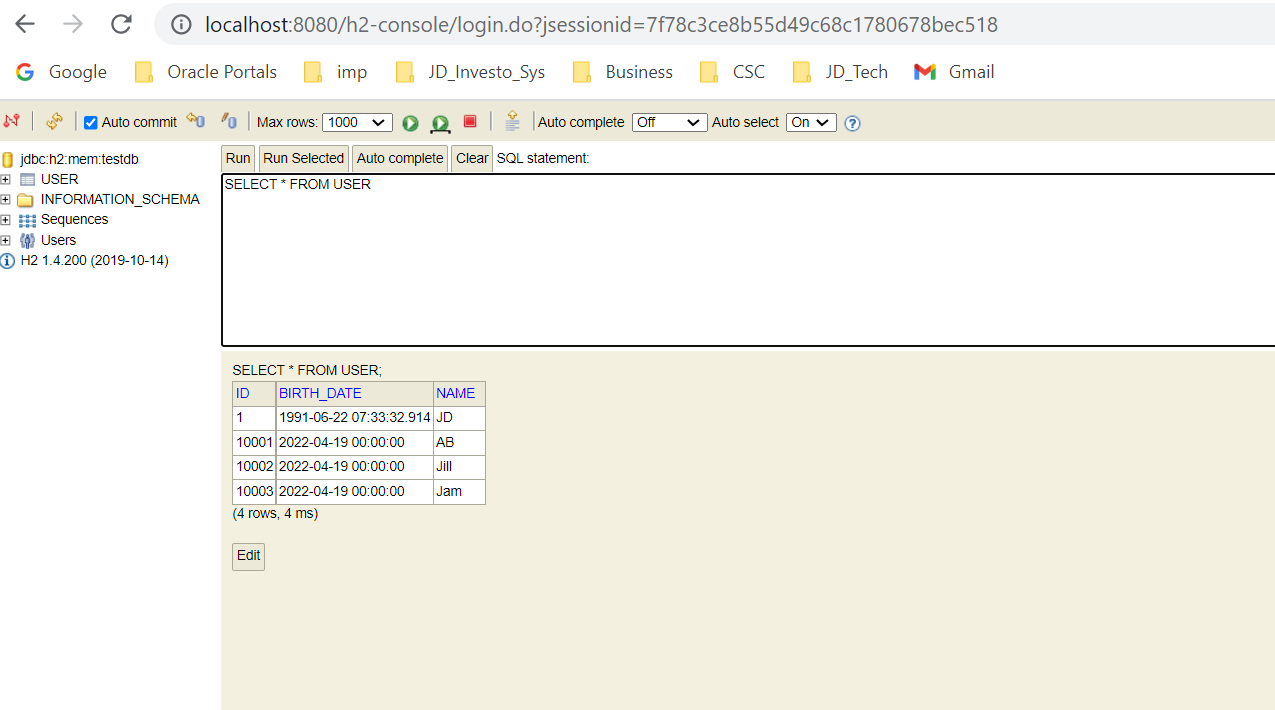 localhost:8080/h2-console/login.do?jsessionid=7f78c3ce8b55d49c68c1780678bec518
Google Oracle Portals imp JD_Investo_Sys Business CSC JD_Tech Gmail
Auto commit Max rows: 1000 Auto complete Off Auto select On
jdbc:h2:mem:testdb
USER
INFORMATION_SCHEMA
Sequences
Users
H2 1.4.200 (2019-10-14)
Run Run Selected Auto complete Clear SQL statement:
SELECT * FROM USER
SELECT * FROM USER;
ID BIRTH_DATE NAME
1 1991-06-22 07:33:32.914 JD
10001 2022-04-19 00:00:00 AB
10002 2022-04-19 00:00:00 Jill
10003 2022-04-19 00:00:00 Jam
(4 rows, 4 ms)
Edit